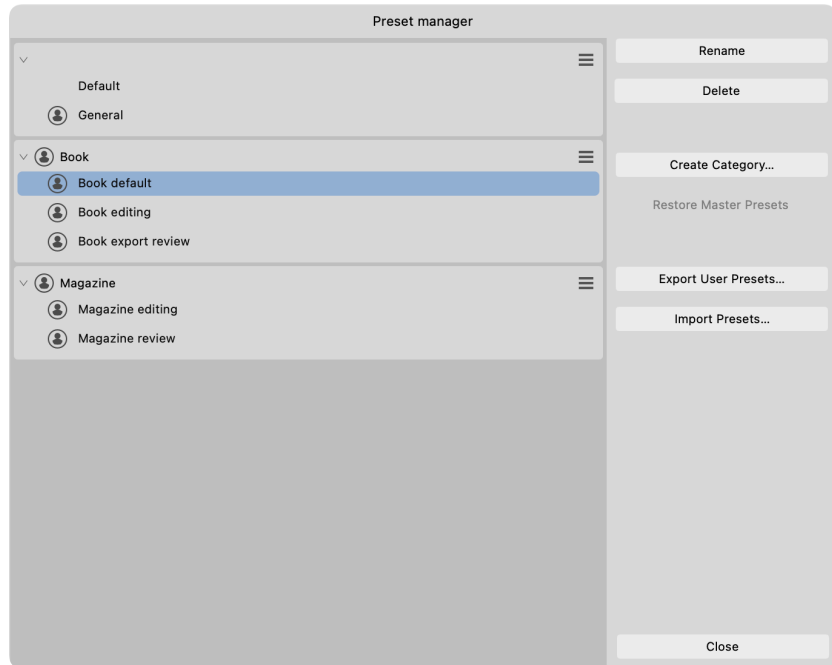 Preset manager
Default
General
Book
Book default
Book editing
Book export review
Magazine
Magazine editing
Magazine review
Rename
Delete
Create Category...
Restore Master Presets
Export User Presets...
Import Presets...
Close